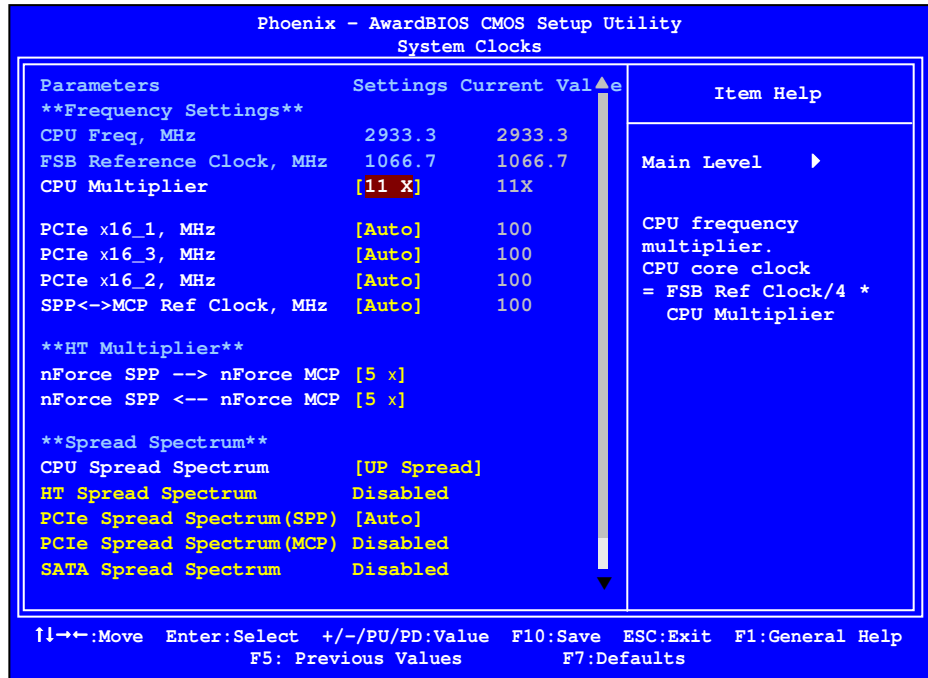 Phoenix - AwardBIOS CMOS Setup Utility
System Clocks
Parameters Settings Current Val e
**Frequency Settings**
CPU Freq, MHz 2933.3 2933.3
FSB Reference Clock, MHz 1066.7 1066.7
CPU Multiplier [11 X] 11X
PCIe x16_1, MHz [Auto] 100
PCIe x16_3, MHz [Auto] 100
PCIe x16_2, MHz [Auto] 100
SPP<->MCP Ref Clock, MHz [Auto] 100
**HT Multiplier**
nForce SPP --> nForce MCP [5 x]
nForce SPP <-- nForce MCP [5 x]
**Spread Spectrum**
CPU Spread Spectrum [UP Spread]
HT Spread Spectrum Disabled
PCIe Spread Spectrum(SPP) [Auto]
PCIe Spread Spectrum(MCP) Disabled
SATA Spread Spectrum Disabled
Item Help
Main Level
CPU frequency
multiplier.
CPU core clock
= FSB Ref Clock/4 *
CPU Multiplier
↑↓→←:Move Enter:Select +/-/PU/PD:Value F10:Save ESC:Exit F1:General Help
F5: Previous Values F7:Defaults